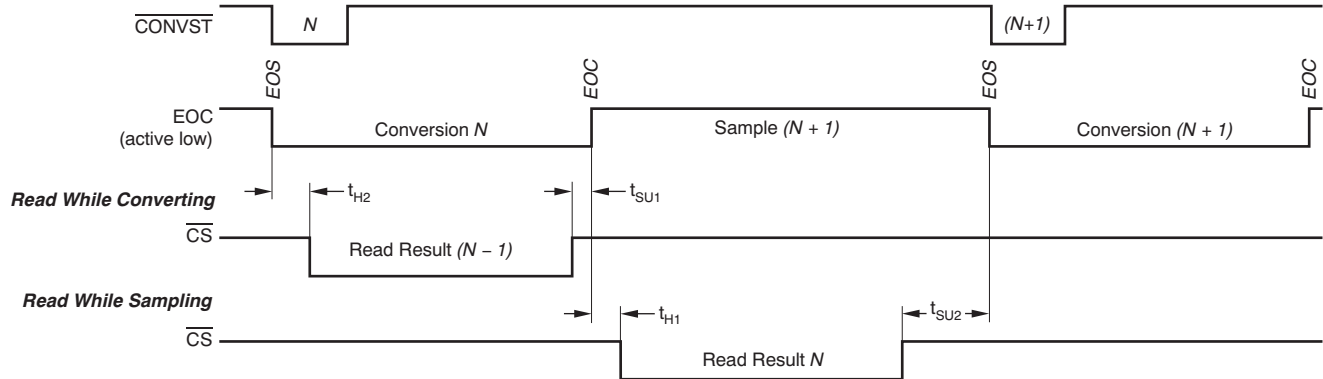 CONVST
N
(N+1)
EOS
EOC
EOS
EOC
EOC
(active low)
Conversion N
Sample (N + 1)
Conversion (N + 1)
Read While Converting
tH2
tSU1
CS
Read Result (N − 1)
Read While Sampling
tH1
tSU2
CS
Read Result N